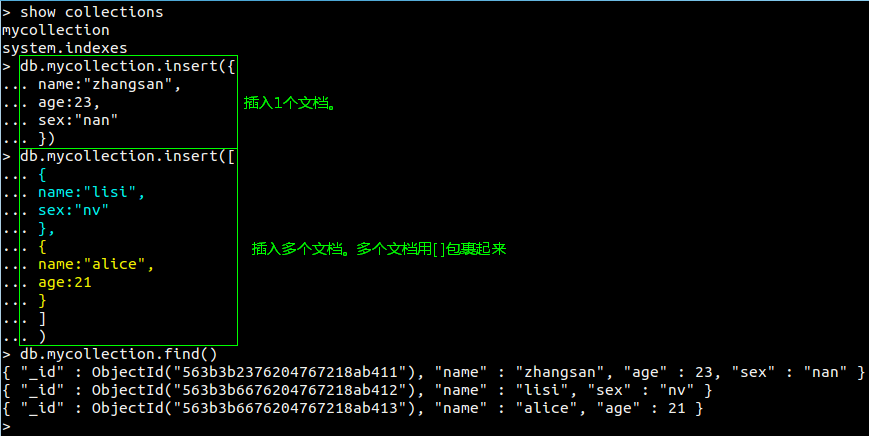 > show collections
mycollection
system.indexes
> db.mycollection.insert({
... name:"zhangsan",
... age:23,
插入1个文档。
... sex:"nan"
... })
> db.mycollection.insert([
... {
... name:"lisi",
... sex:"nv"
... },
... {
插入多个文档。多个文档用[]包裹起来
... name:"alice",
... age:21
... }
... ]
... )
> db.mycollection.find()
{ "_id" : ObjectId("563b3b2376204767218ab411"), "name" : "zhangsan", "age" : 23, "sex" : "nan" }
{ "_id" : ObjectId("563b3b6676204767218ab412"), "name" : "lisi", "sex" : "nv" }
{ "_id" : ObjectId("563b3b6676204767218ab413"), "name" : "alice", "age" : 21 }
>